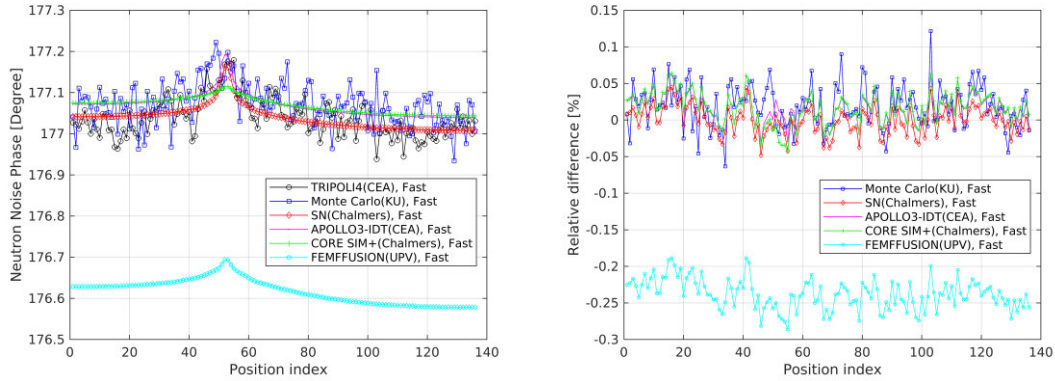 177.3
177.2
177.1
177
176.9
176.8
176.7
176.6
176.5
Neutron Noise Phase [Degree]
TRIPOLI4(CEA), Fast
Monte Carlo(KU), Fast
SN(Chalmers), Fast
APOLLO3-IDT(CEA), Fast
CORE SIM+(Chalmers), Fast
FEMFFUSION(UPV), Fast
0 20 40 60 80 100 120 140
Position index
0.15
0.1
0.05
0
-0.05
-0.1
-0.15
-0.2
-0.25
-0.3
Relative difference [%]
Monte Carlo(KU), Fast
SN(Chalmers), Fast
APOLLO3-IDT(CEA), Fast
CORE SIM+(Chalmers), Fast
FEMFFUSION(UPV), Fast
0 20 40 60 80 100 120 140
Position index